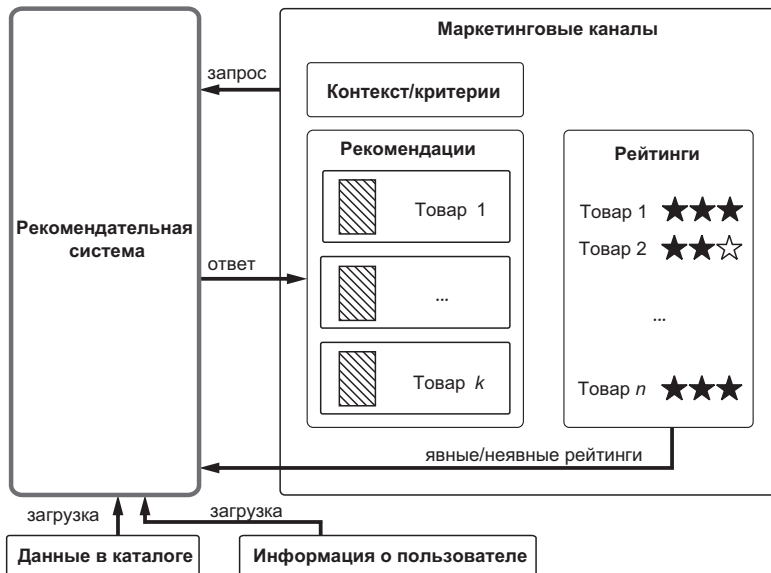 Маркетинговые каналы
запрос
Контекст/критерии
Рекомендации
Рейтинги
Товар 1
Товар 1
Рекомендательная
система
Товар 2
ответ
...
...
Товар k
Товар n
явные/неявные рейтинги
загрузка
загрузка
Данные в каталоге
Информация о пользователе